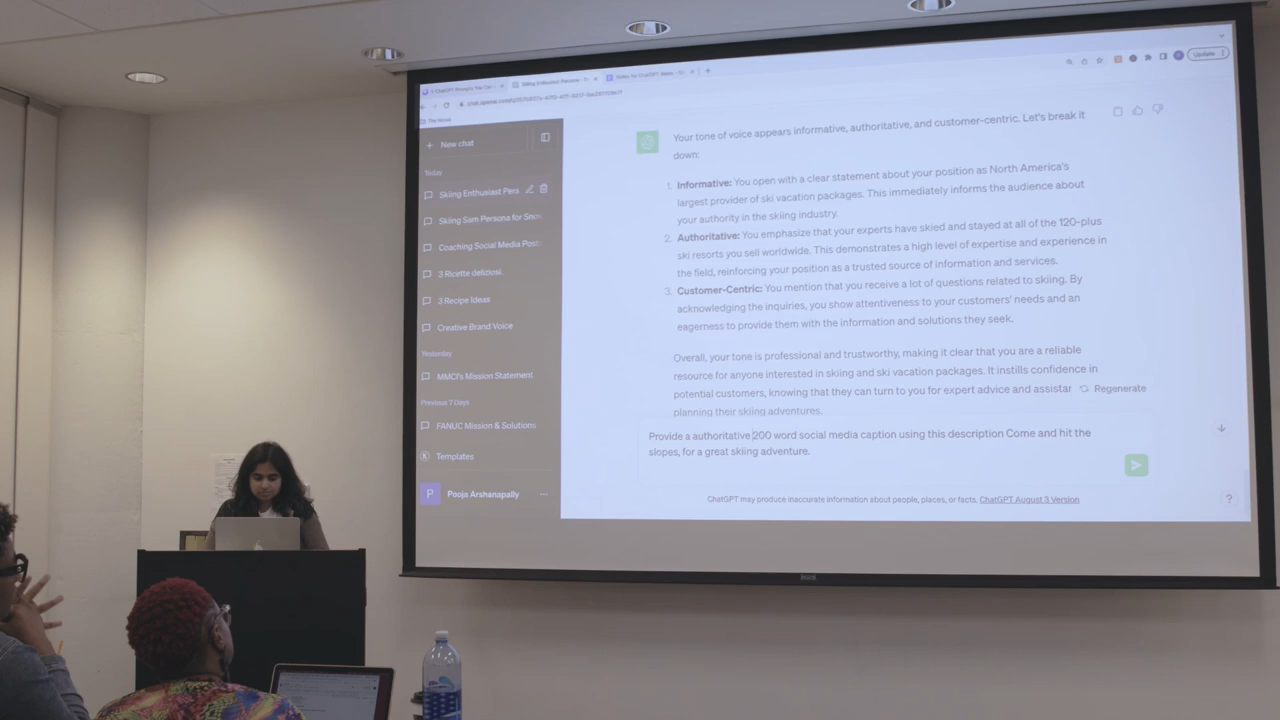 Skiing Enthusiast Persona
Update
The Novus
New chat
Your tone of voice appears informative, authoritative, and customer-centric. Let's break it
down:
Today
Skiing Enthusiast Pers
Skiing Sam Persona for Snow
Coaching Social Media Posts
3 Ricette deliziosi.
3 Recipe Ideas
Creative Brand Voice
Yesterday
MMCI's Mission Statement
Previous 7 Days
FANUC Mission & Solutions
Templates
P Pooja Arshanapally ...
1. Informative: You open with a clear statement about your position as North America's
largest provider of ski vacation packages. This immediately informs the audience about
your authority in the skiing industry.
2. Authoritative: You emphasize that your experts have skied and stayed at all of the 120-plus
ski resorts you sell worldwide. This demonstrates a high level of expertise and experience in
the field, reinforcing your position as a trusted source of information and services.
3. Customer-Centric: You mention that you receive a lot of questions related to skiing. By
acknowledging the inquiries, you show attentiveness to your customers' needs and an
eagerness to provide them with the information and solutions they seek.
Overall, your tone is professional and trustworthy, making it clear that you are a reliable
resource for anyone interested in skiing and ski vacation packages. It instills confidence in
potential customers, knowing that they can turn to you for expert advice and assistar
Regenerate
planning their skiing adventures.
Provide a authoritative 200 word social media caption using this description Come and hit the
slopes, for a great skiing adventure.
ChatGPT may produce inaccurate information about people, places, or facts. ChatGPT August 3 Version
?